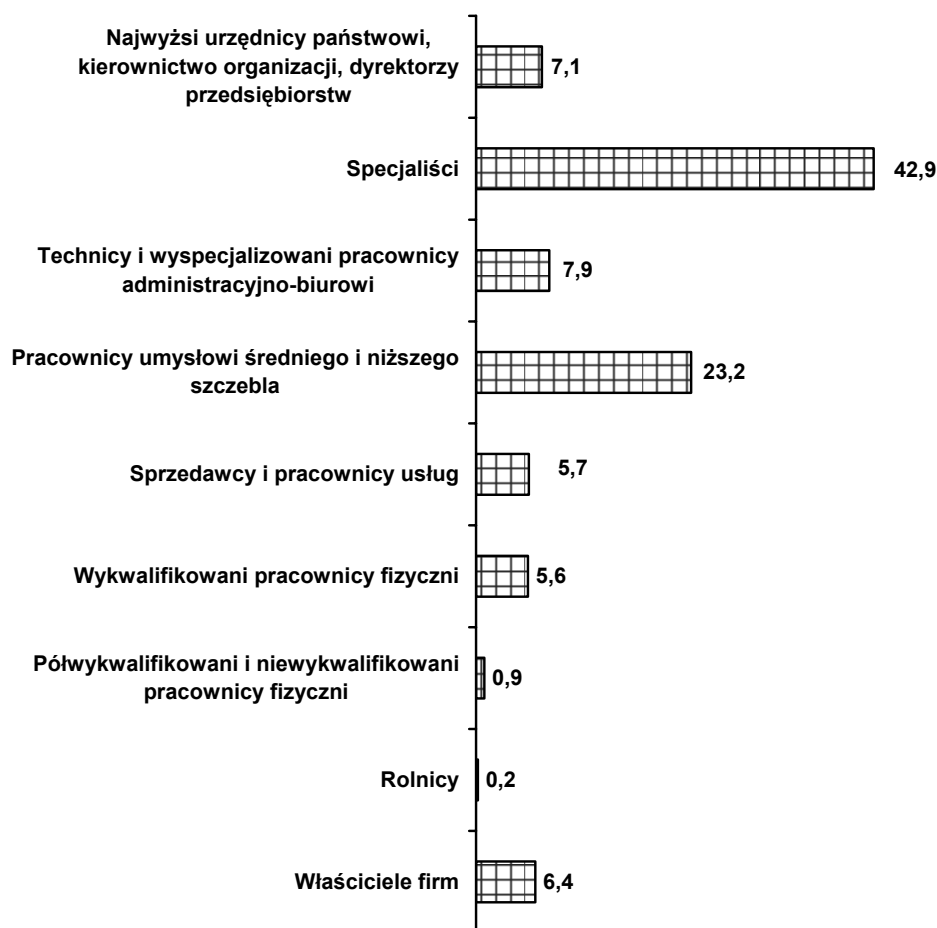 Najwyżsi urzędnicy państwowi,
kierownictwo organizacji, dyrektorzy
przedsiębiorstw
7,1
Specjaliści
42,9
Technicy i wyspecjalizowani pracownicy
administracyjno-biurowi
7,9
Pracownicy umysłowi średniego i niższego
szczebla
23,2
Sprzedawcy i pracownicy usług
5,7
Wykwalifikowani pracownicy fizyczni
5,6
Półwykwalifikowani i niewykwalifikowani
pracownicy fizyczni
0,9
Rolnicy
0,2
Właściciele firm
6,4